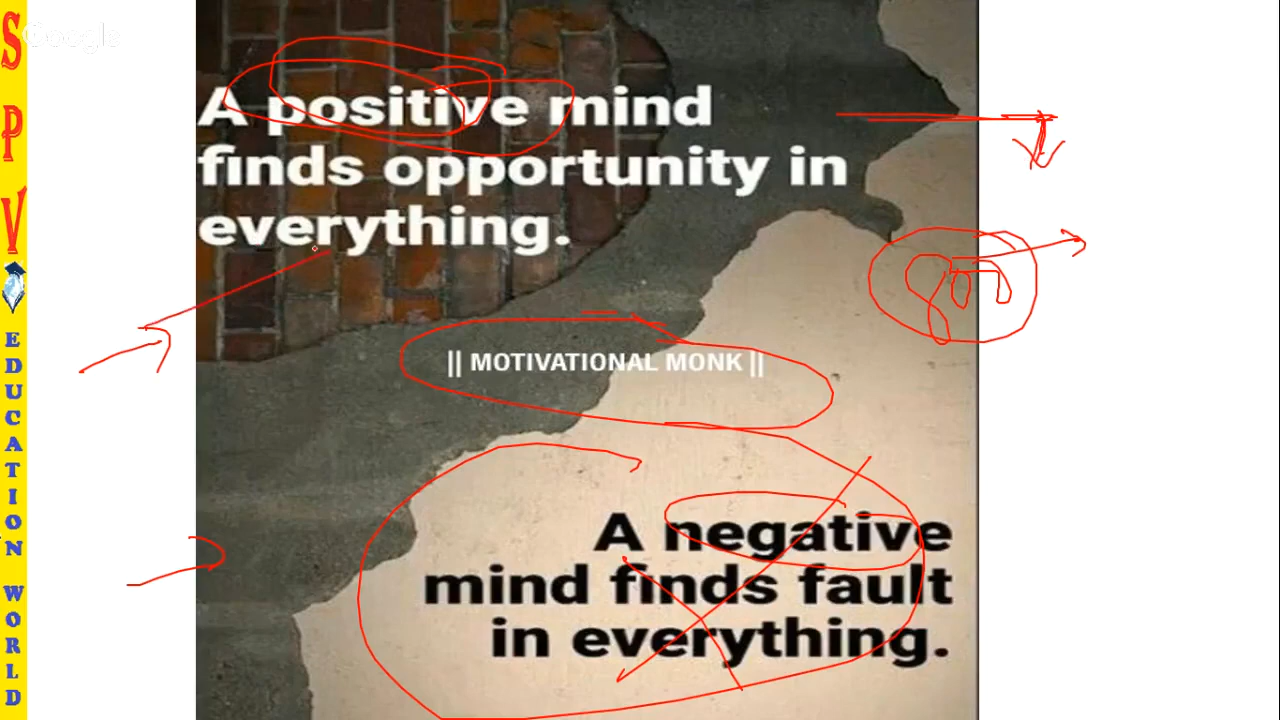 Google
S P V
EDUCATION WORLD
A positive mind
finds opportunity in
everything.
|| MOTIVATIONAL MONK ||
A negative
mind finds fault
in everything.